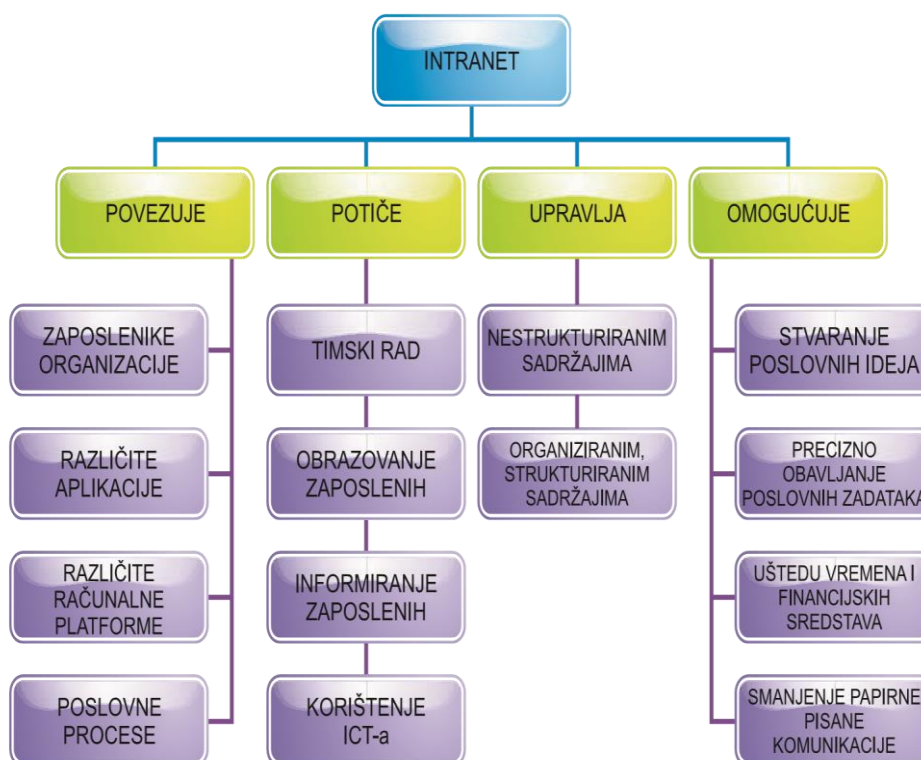 INTRANET
POVEZUJE
POTIČE
UPRAVLJA
OMOGUĆUJE
ZAPOSLENIKE
ORGANIZACIJE
RAZLIČITE
APLIKACIJE
RAZLIČITE
RAČUNALNE
PLATFORME
POSLOVNE
PROCESE
TIMSKI RAD
OBRAZOVANJE
ZAPOSLENIH
INFORMIRANJE
ZAPOSLENIH
KORIŠTENJE
ICT-a
NESTRUKTURIRANIM
SADRŽAJIMA
ORGANIZIRANIM,
STRUKTURIRANIM
SADRŽAJIMA
STVARANJE
POSLOVNIH IDEJA
PRECIZNO
OBAVLJANJE
POSLOVNIH ZADATAKA
UŠTEDU VREMENA I
FINANCIJSKIH
SREDSTAVA
SMANJENJE PAPIRNE
PISANE
KOMUNIKACIJE